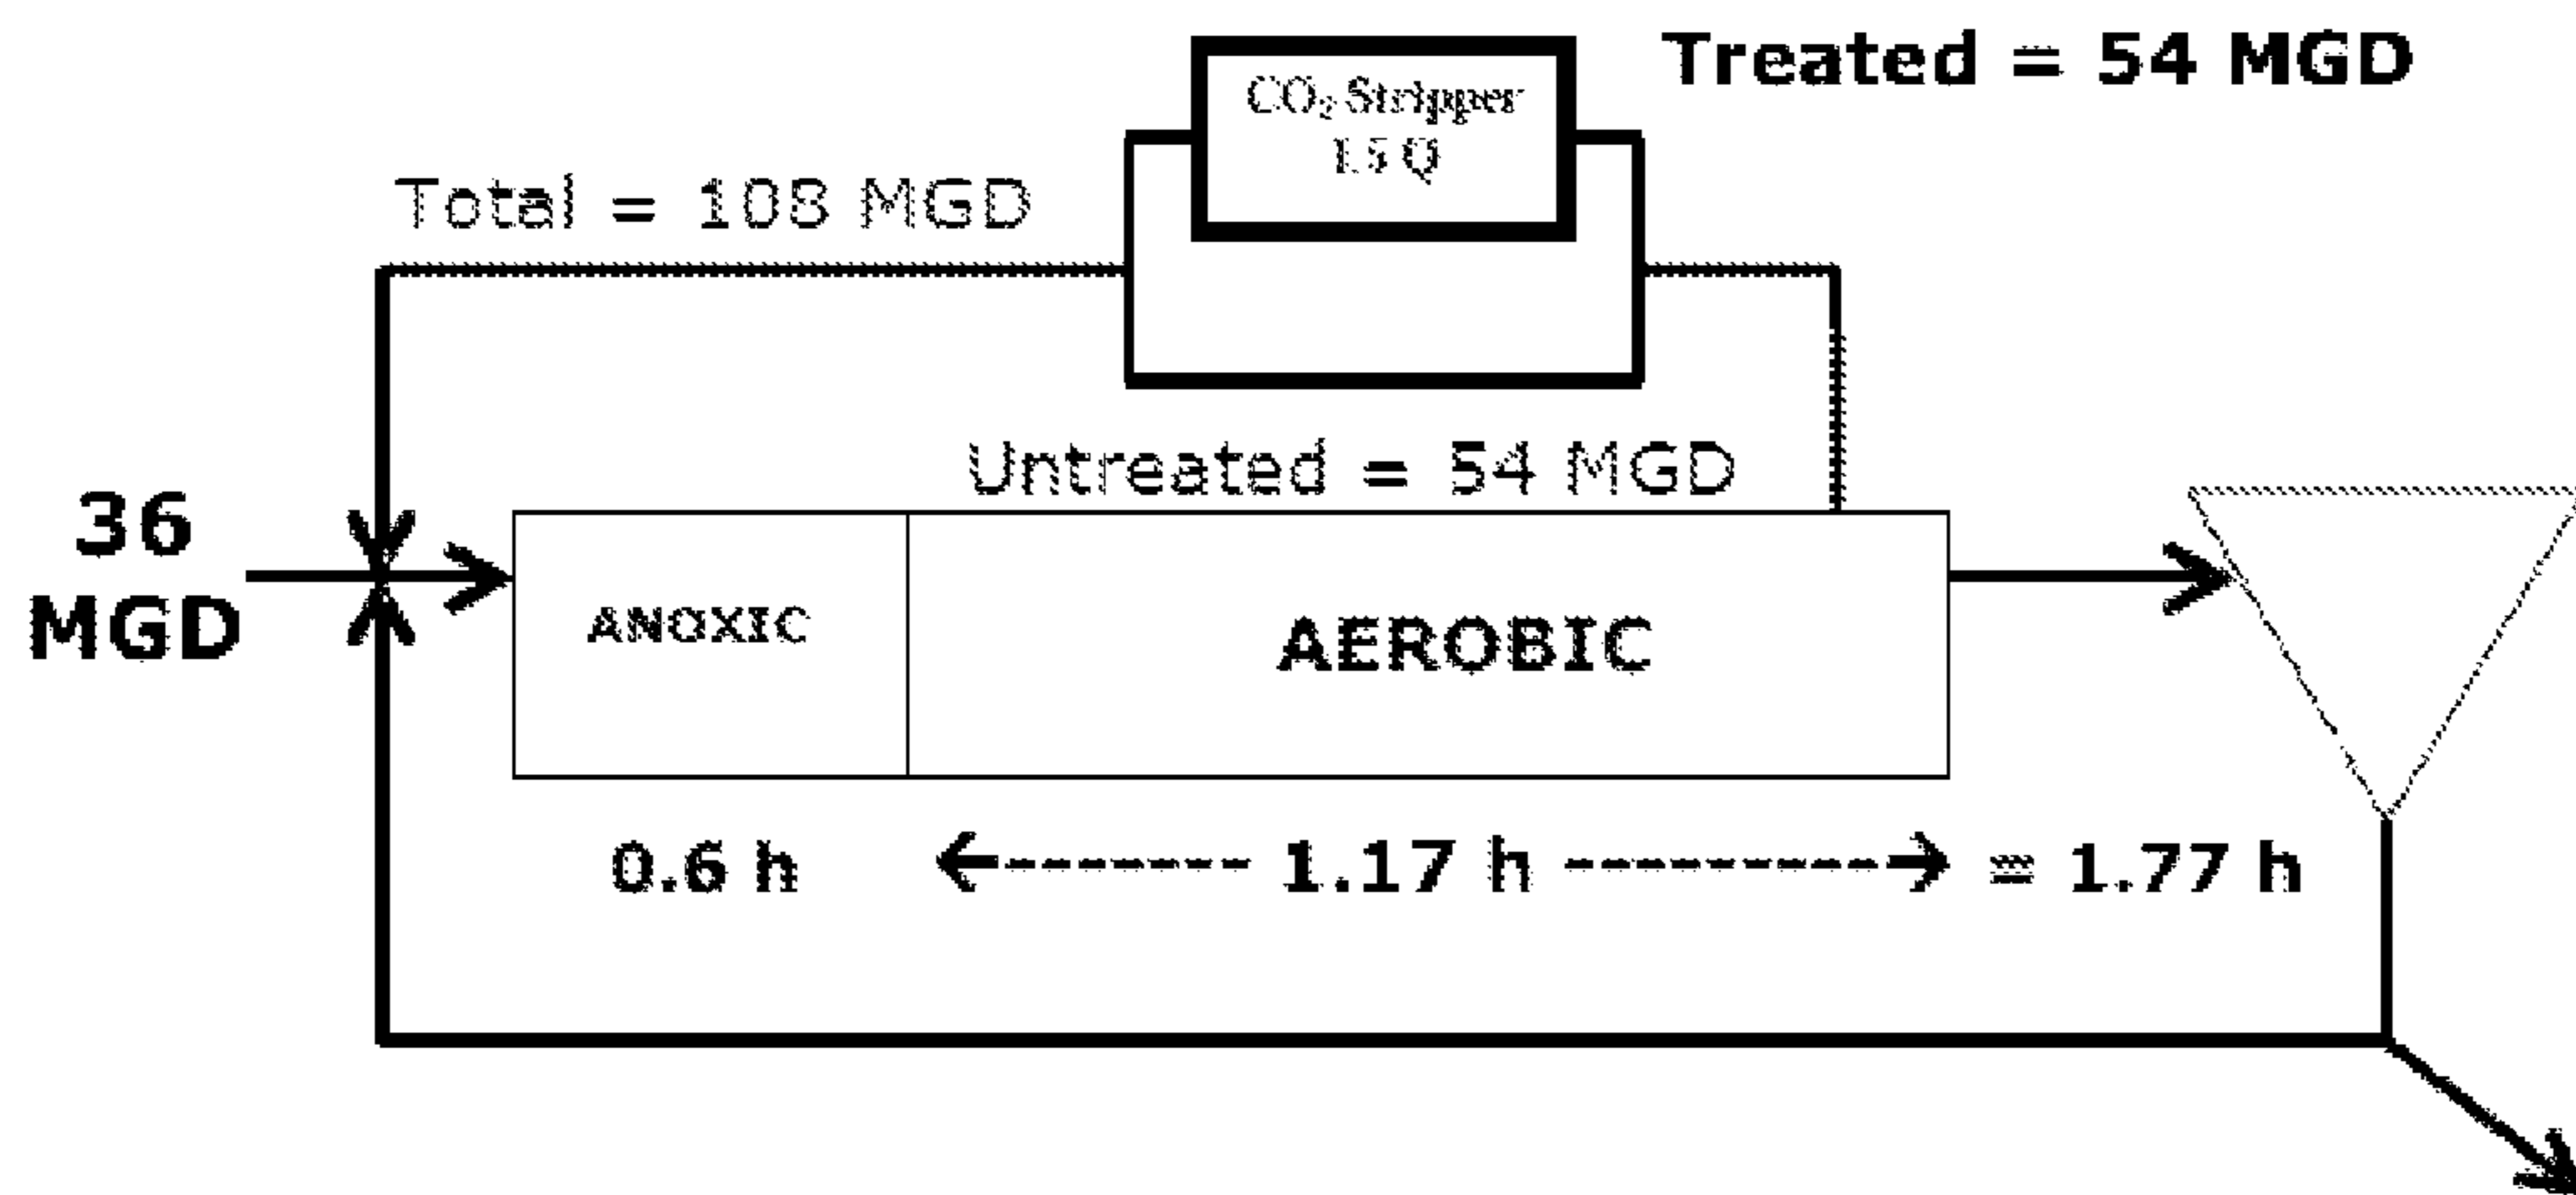 Treated = 54 MGD
CO₂ Stripper
1.5 Q
Total = 108 MGD
Untreated = 54 MGD
36
MGD
ANOXIC
AEROBIC
0.6 h
1.17 h
= 1.77 h